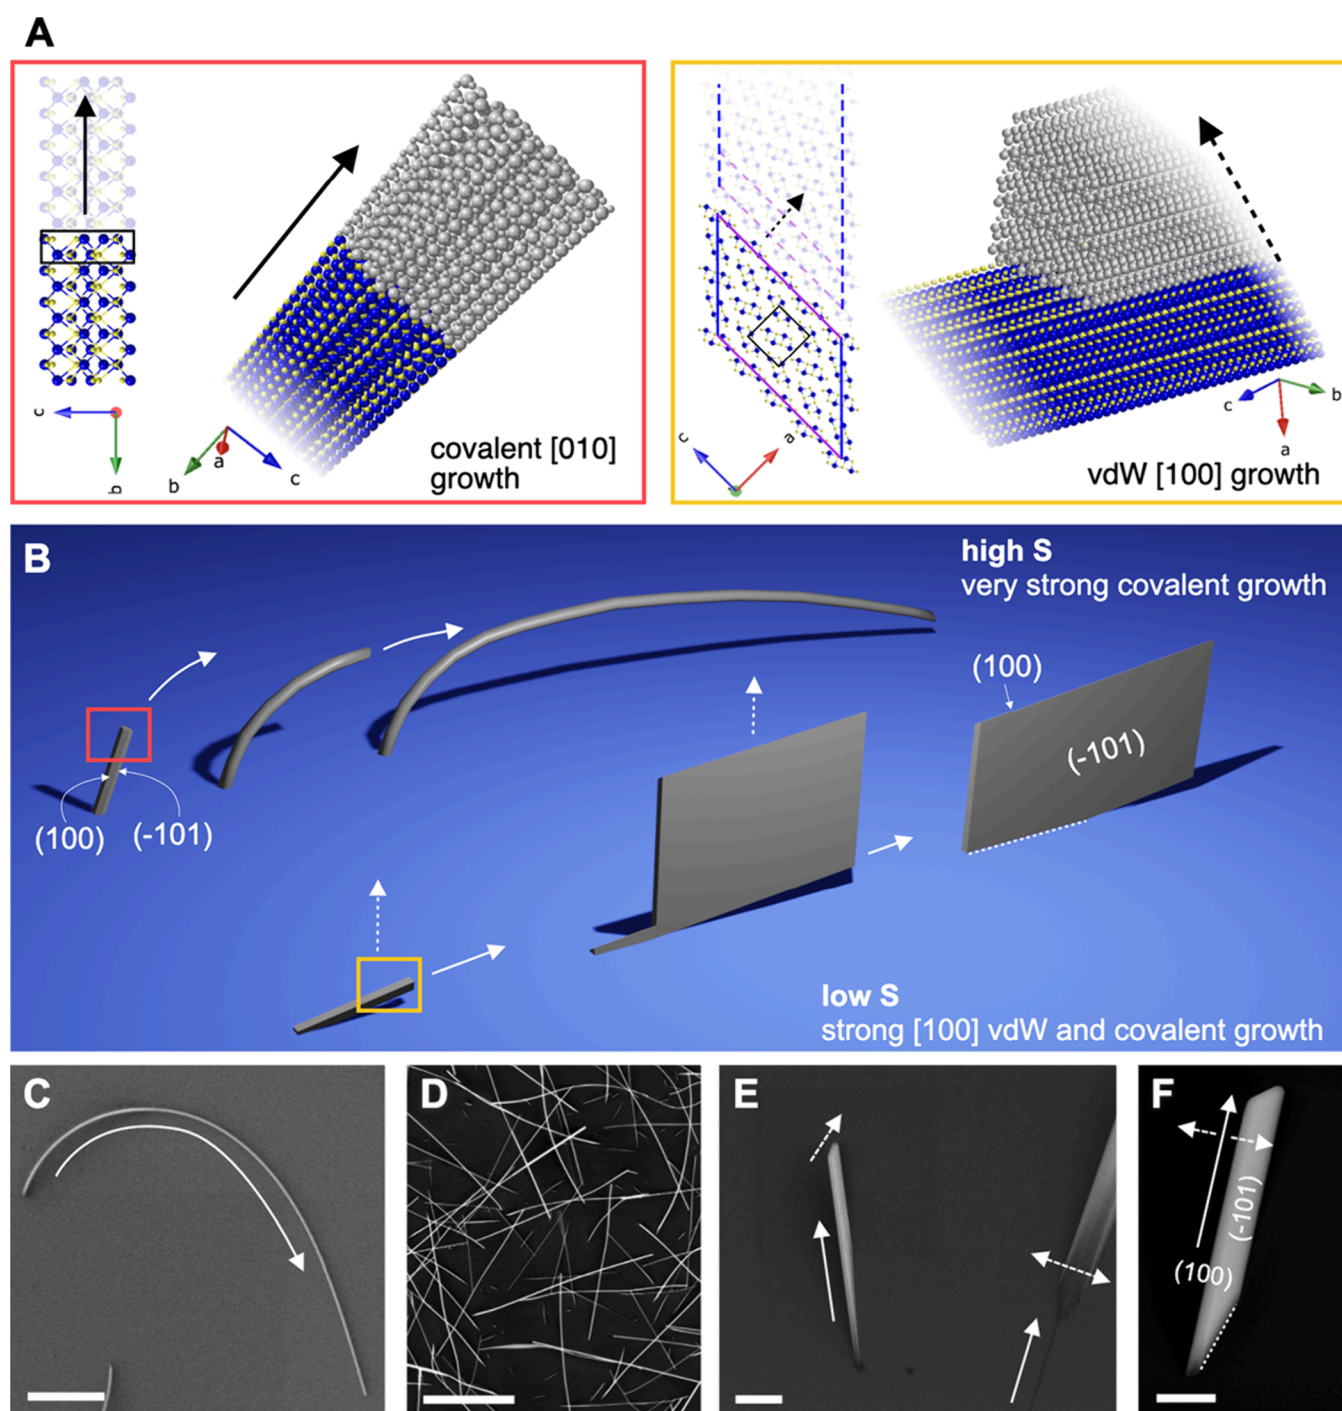 A
c
b
b
a
c
covalent [010]
growth
c
a
c
b
a
vdW [100] growth
B
high S
very strong covalent growth
(100)
(-101)
(100)
(-101)
low S
strong [100] vdW and covalent growth
C
D
E
F
(-101)
(100)